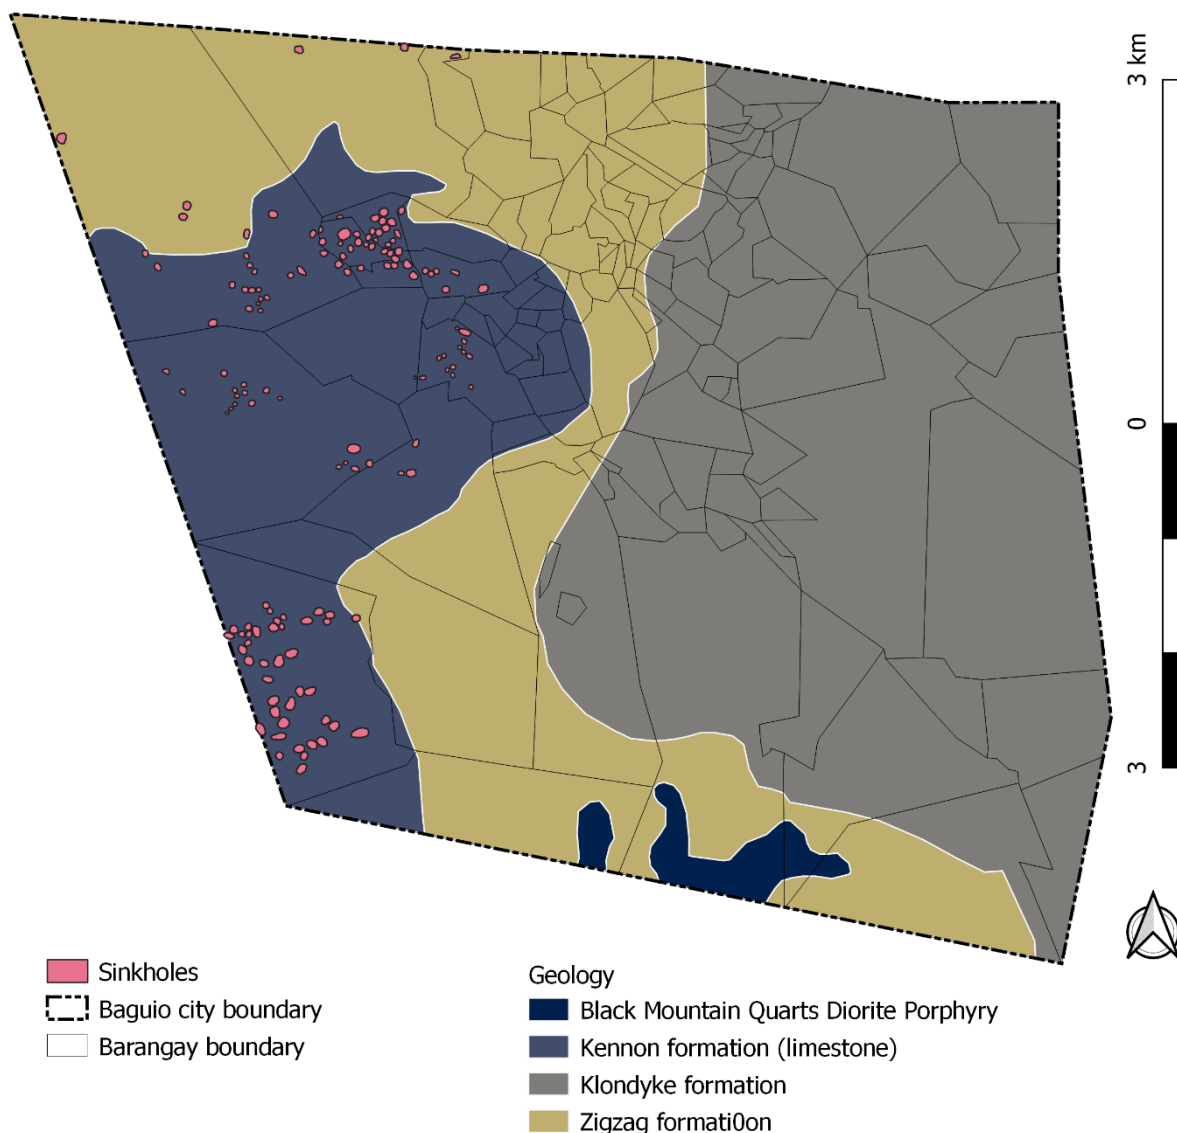 3 km
0
3
Sinkholes
Baguio city boundary
Barangay boundary
Geology
Black Mountain Quarts Diorite Porphyry
Kennon formation (limestone)
Klondyke formation
Zigzag formati0on